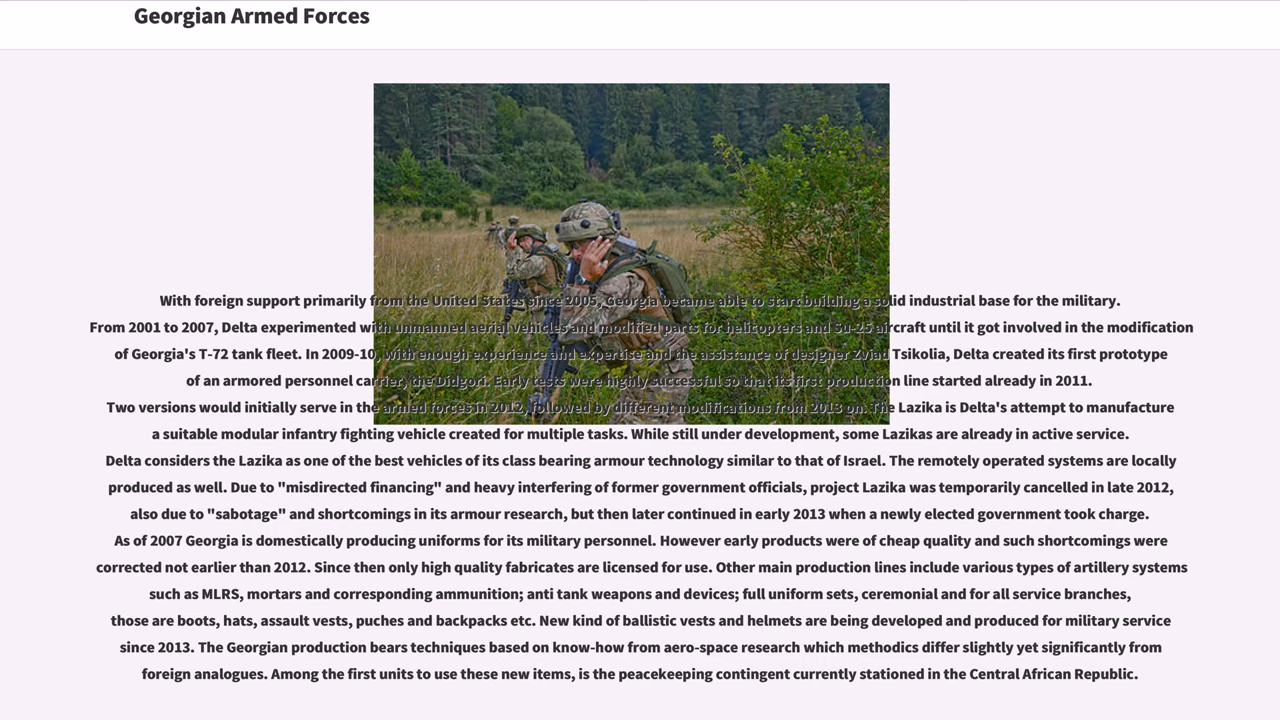 Georgian Armed Forces
With foreign support primarily from the United States since 2005, Georgia became able to start building a solid industrial base for the military.
From 2001 to 2007, Delta experimented with unmanned aerial vehicles and modified parts for helicopters and Su-25 aircraft until it got involved in the modification
of Georgia's T-72 tank fleet. In 2009-10, with enough experience and expertise and the assistance of designer Zviad Tsikolia, Delta created its first prototype
of an armored personnel carrier, the Didgori. Early tests were highly successful so that its first production line started already in 2011.
Two versions would initially serve in the armed forces in 2012, followed by different modifications from 2013 on. The Lazika is Delta's attempt to manufacture
a suitable modular infantry fighting vehicle created for multiple tasks. While still under development, some Lazikas are already in active service.
Delta considers the Lazika as one of the best vehicles of its class bearing armour technology similar to that of Israel. The remotely operated systems are locally
produced as well. Due to "misdirected financing" and heavy interfering of former government officials, project Lazika was temporarily cancelled in late 2012,
also due to "sabotage" and shortcomings in its armour research, but then later continued in early 2013 when a newly elected government took charge.
As of 2007 Georgia is domestically producing uniforms for its military personnel. However early products were of cheap quality and such shortcomings were
corrected not earlier than 2012. Since then only high quality fabricates are licensed for use. Other main production lines include various types of artillery systems
such as MLRS, mortars and corresponding ammunition; anti tank weapons and devices; full uniform sets, ceremonial and for all service branches,
those are boots, hats, assault vests, puches and backpacks etc. New kind of ballistic vests and helmets are being developed and produced for military service
since 2013. The Georgian production bears techniques based on know-how from aero-space research which methodics differ slightly yet significantly from
foreign analogues. Among the first units to use these new items, is the peacekeeping contingent currently stationed in the Central African Republic.